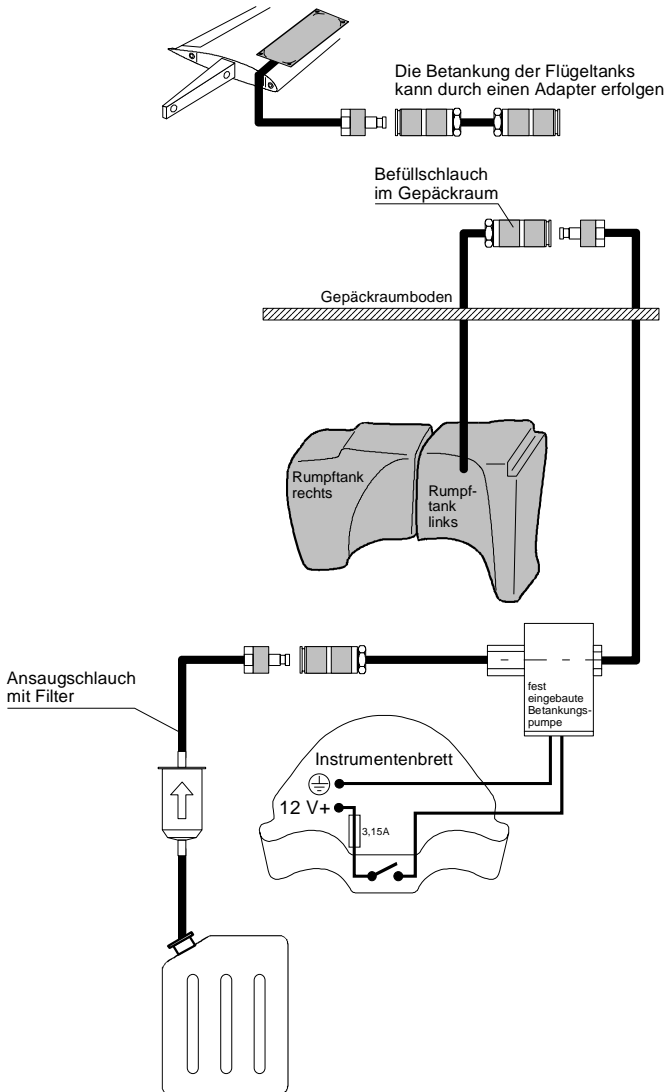 Die Betankung der Flügeltanks
kann durch einen Adapter erfolgen
Befüllschlauch
im Gepäckraum
Gepäckraumboden
Rumpftank
rechts
Rumpf-
tank
links
Ansaugschlauch
mit Filter
fest
eingebaute
Betankungs-
pumpe
Instrumentenbrett
12 V+
3,15A